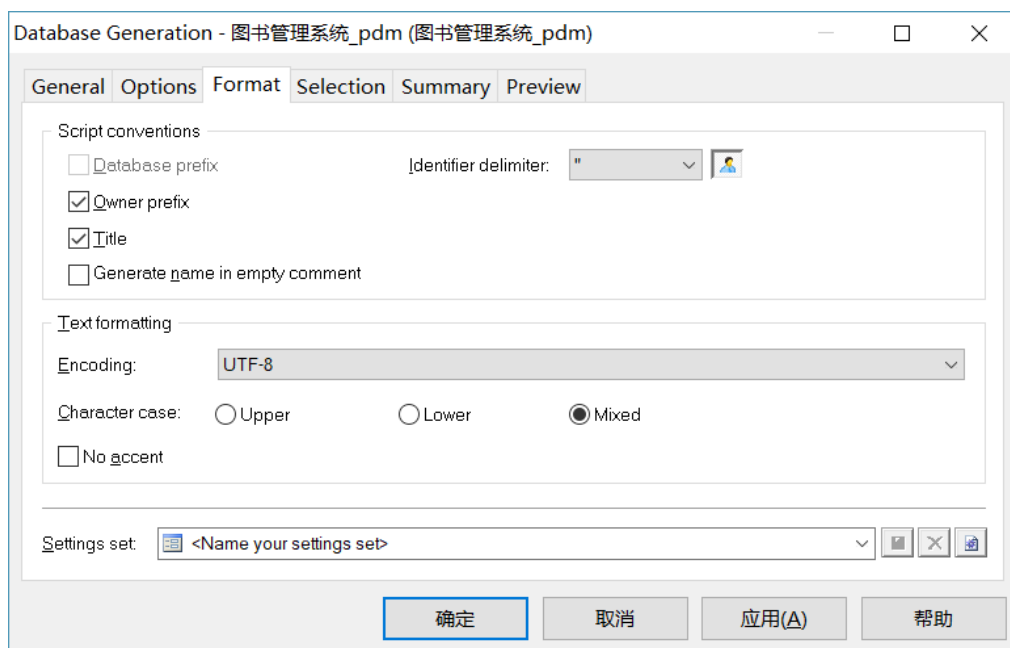 Database Generation - 图书管理系统_pdm (图书管理系统_pdm)
General Options Format Selection Summary Preview
Script conventions
Database prefix Identifier delimiter: "
Owner prefix
Title
Generate name in empty comment
Text formatting
Encoding: UTF-8
Character case: Upper Lower Mixed
No accent
Settings set: <Name your settings set>
确定 取消 应用(A) 帮助